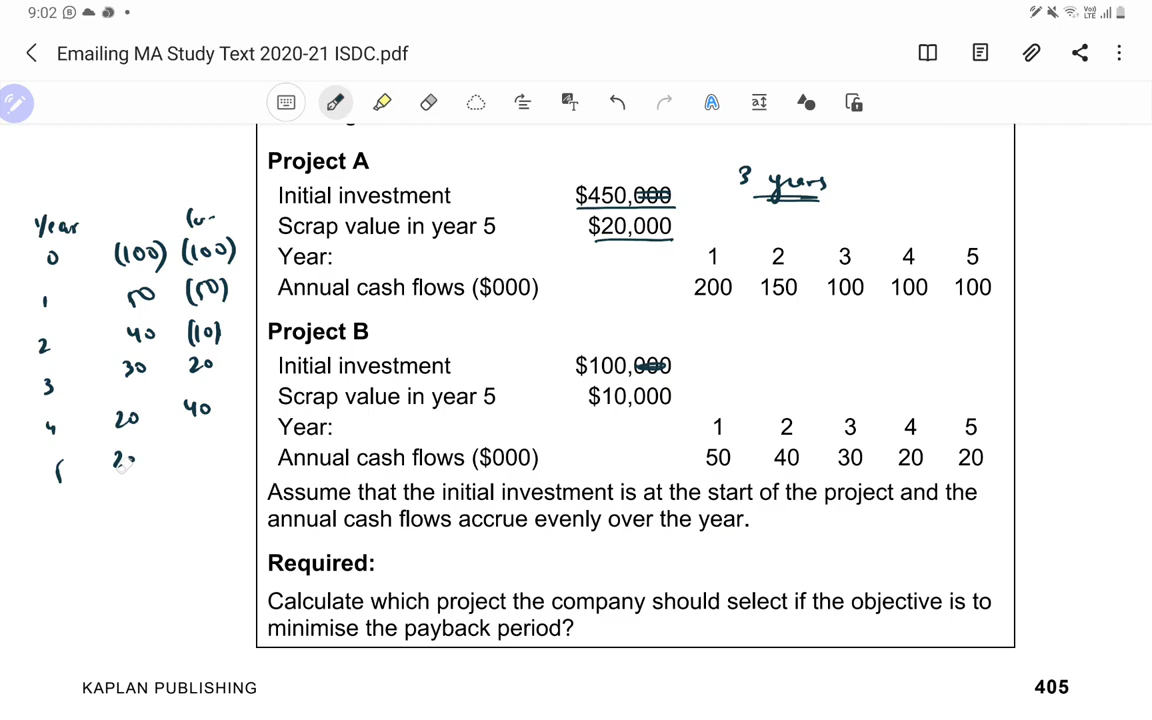 9:02
Emailing MA Study Text 2020-21 ISDC.pdf
Project A
Initial investment $450,000
3 years
Scrap value in year 5 $20,000
Year: 1 2 3 4 5
Annual cash flows ($000) 200 150 100 100 100
Project B
Initial investment $100,000
Scrap value in year 5 $10,000
Year: 1 2 3 4 5
Annual cash flows ($000) 50 40 30 20 20
Assume that the initial investment is at the start of the project and the
annual cash flows accrue evenly over the year.
Required:
Calculate which project the company should select if the objective is to
minimise the payback period?
Year
0 (100) (100)
1 50 (50)
2 40 (10)
3 30 20
4 20 40
5 20
KAPLAN PUBLISHING 405